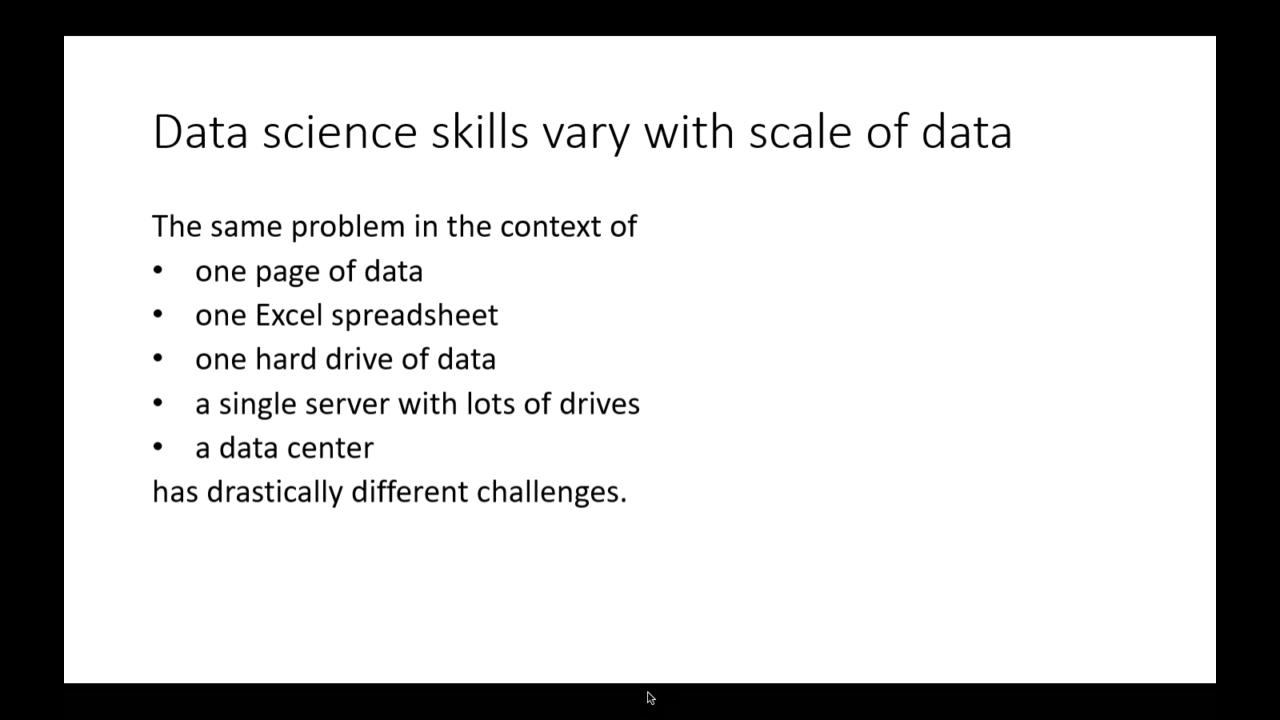 Data science skills vary with scale of data
The same problem in the context of
• one page of data
• one Excel spreadsheet
• one hard drive of data
• a single server with lots of drives
• a data center
has drastically different challenges.